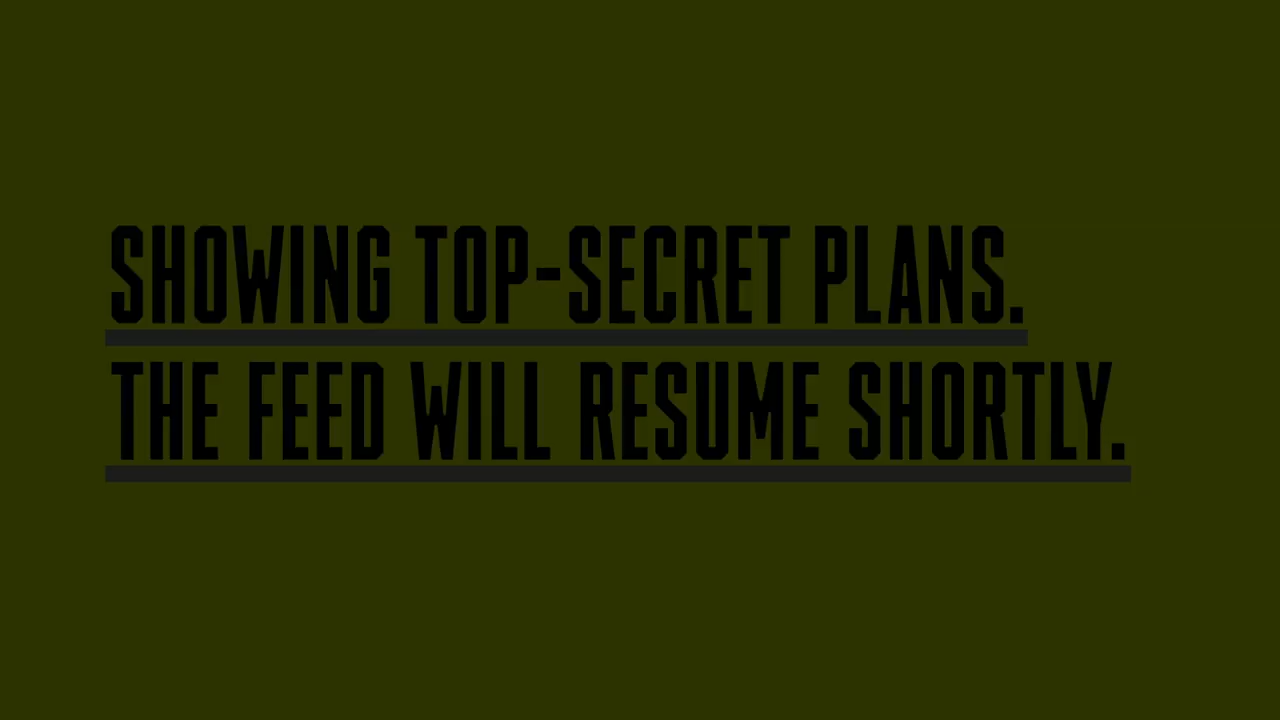 SHOWING TOP-SECRET PLANS.
THE FEED WILL RESUME SHORTLY.